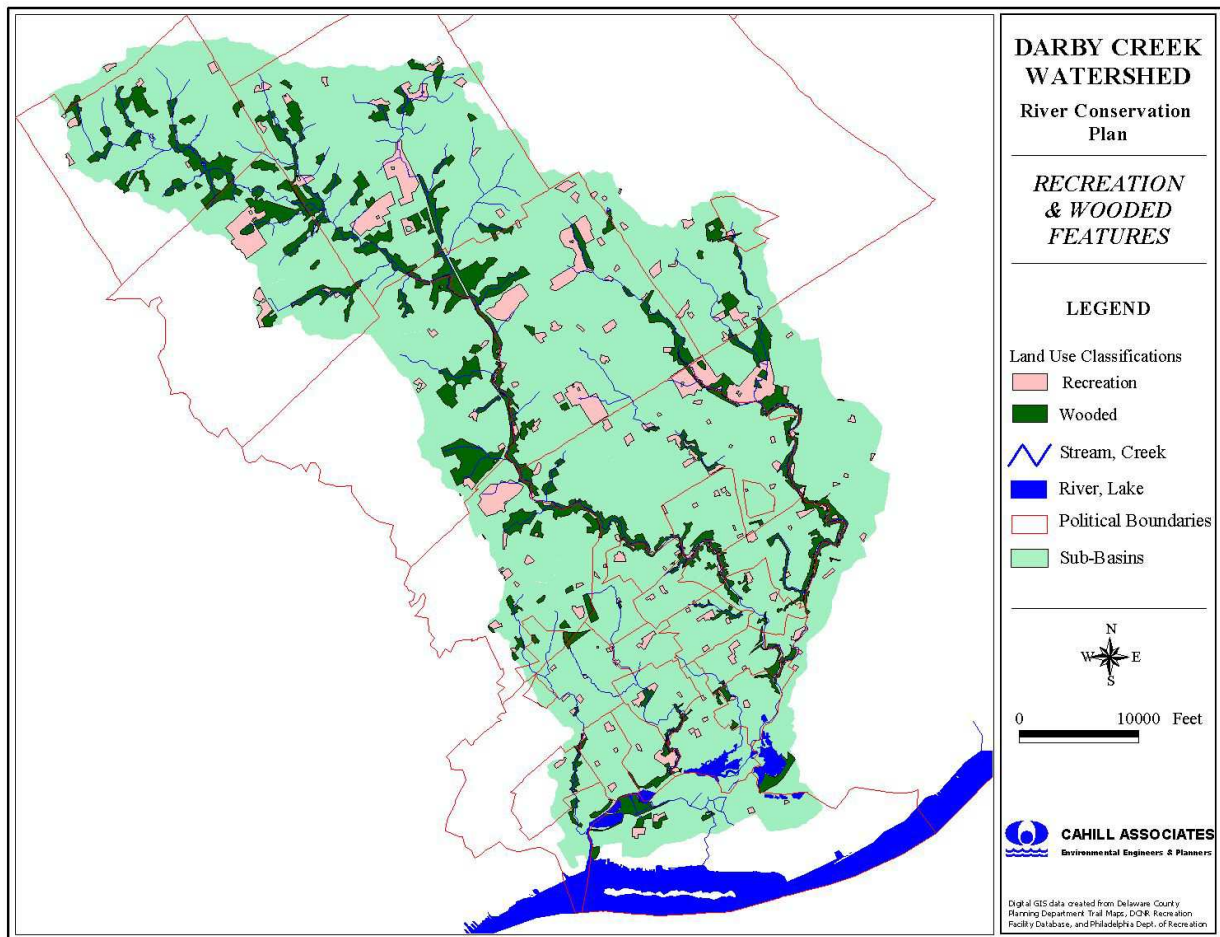 DARBY CREEK
WATERSHED
River Conservation
Plan
RECREATION
& WOODED
FEATURES
LEGEND
Land Use Classifications
Recreation
Wooded
Stream, Creek
River, Lake
Political Boundaries
Sub-Basins
N
W E
S
0 10000 Feet
CAHILL ASSOCIATES
Environmental Engineers & Planners
Digital GIS data created from Delaware County
Planning Department Trail Maps, DCNR Recreation
Facility Database, and Philadelphia Dept. of Recreation